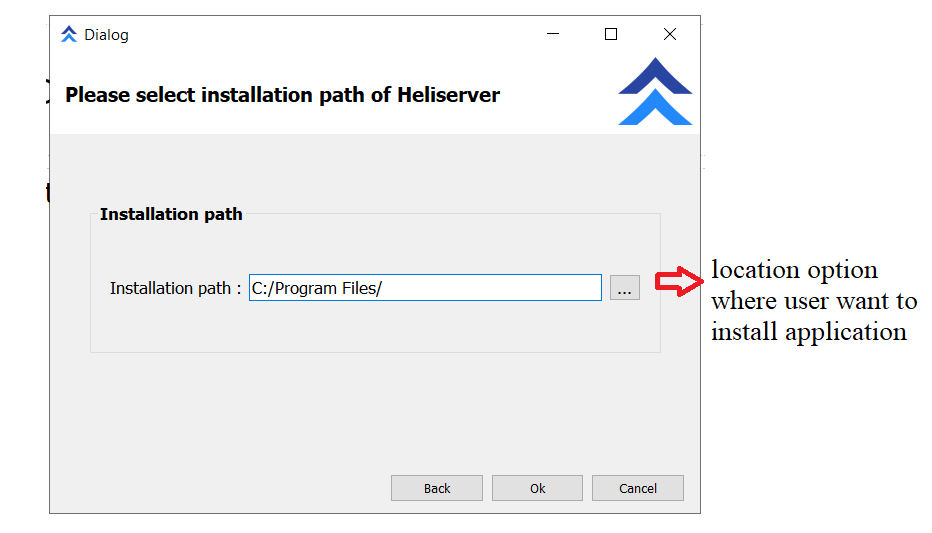 Dialog
Please select installation path of Heliserver
Installation path
Installation path :
C:/Program Files/
...
location option
where user want to
install application
Back
Ok
Cancel